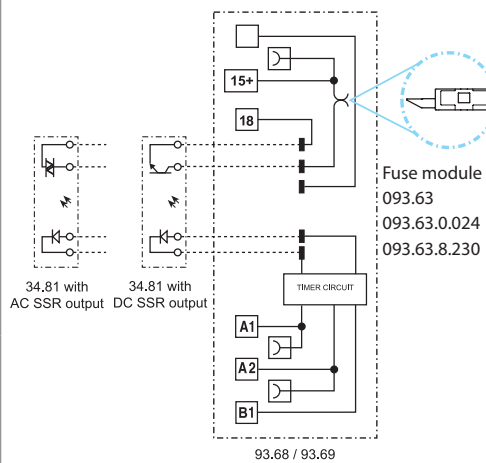 15+
18
Fuse module
093.63
093.63.0.024
093.63.8.230
34.81 with
AC SSR output
34.81 with
DC SSR output
TIMER CIRCUIT
A1
A2
B1
93.68 / 93.69